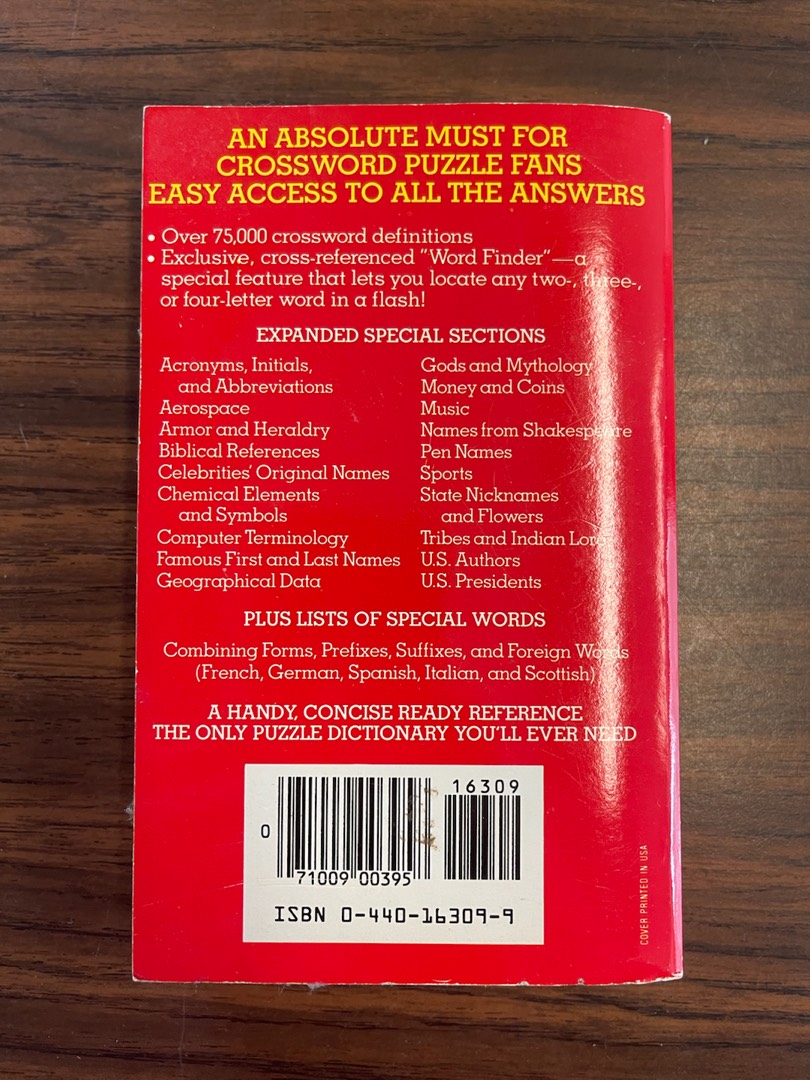 AN ABSOLUTE MUST FOR
CROSSWORD PUZZLE FANS
EASY ACCESS TO ALL THE ANSWERS
• Over 75,000 crossword definitions
• Exclusive, cross-referenced "Word Finder"—a
special feature that lets you locate any two-, three-,
or four-letter word in a flash!
EXPANDED SPECIAL SECTIONS
Acronyms, Initials,
and Abbreviations
Aerospace
Armor and Heraldry
Biblical References
Celebrities' Original Names
Chemical Elements
and Symbols
Computer Terminology
Famous First and Last Names
Geographical Data
Gods and Mythology
Money and Coins
Music
Names from Shakespeare
Pen Names
Sports
State Nicknames
and Flowers
Tribes and Indian Lore
U.S. Authors
U.S. Presidents
PLUS LISTS OF SPECIAL WORDS
Combining Forms, Prefixes, Suffixes, and Foreign Words
(French, German, Spanish, Italian, and Scottish)
A HANDY, CONCISE READY REFERENCE
THE ONLY PUZZLE DICTIONARY YOU'LL EVER NEED
16309
0
71009 00395
ISBN 0-440-16309-9
COVER PRINTED IN USA